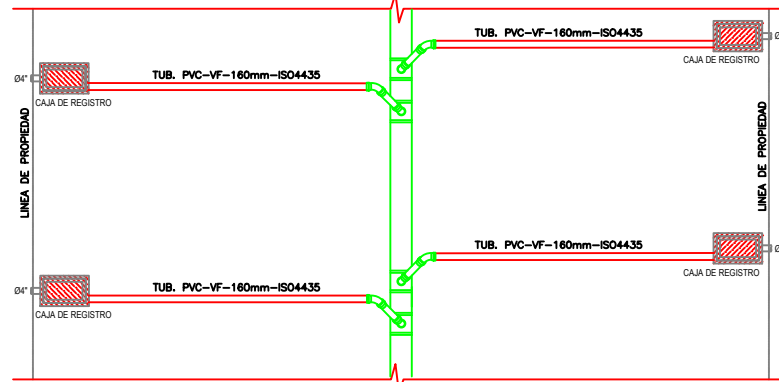 TUB. PVC-VF-160mm-ISO4435
Ø
CAJA DE REGISTRO
TUB. PVC-VF-160mm-ISO4435
Ø4"
CAJA DE REGISTRO
LINEA DE PROPIEDAD
LINEA DE PROPIEDAD
TUB. PVC-VF-160mm-ISO4435
Ø
CAJA DE REGISTRO
TUB. PVC-VF-160mm-ISO4435
Ø4"
CAJA DE REGISTRO